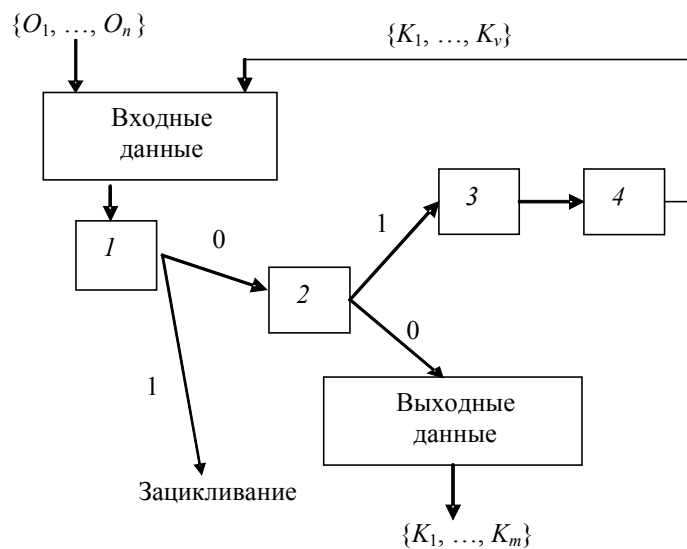 {O₁, …, Oₙ}
{K₁, …, Kᵥ}
Входные
данные
1
0
2
1
3
4
0
1
Выходные
данные
Зацикливание
{K₁, …, Kₘ}